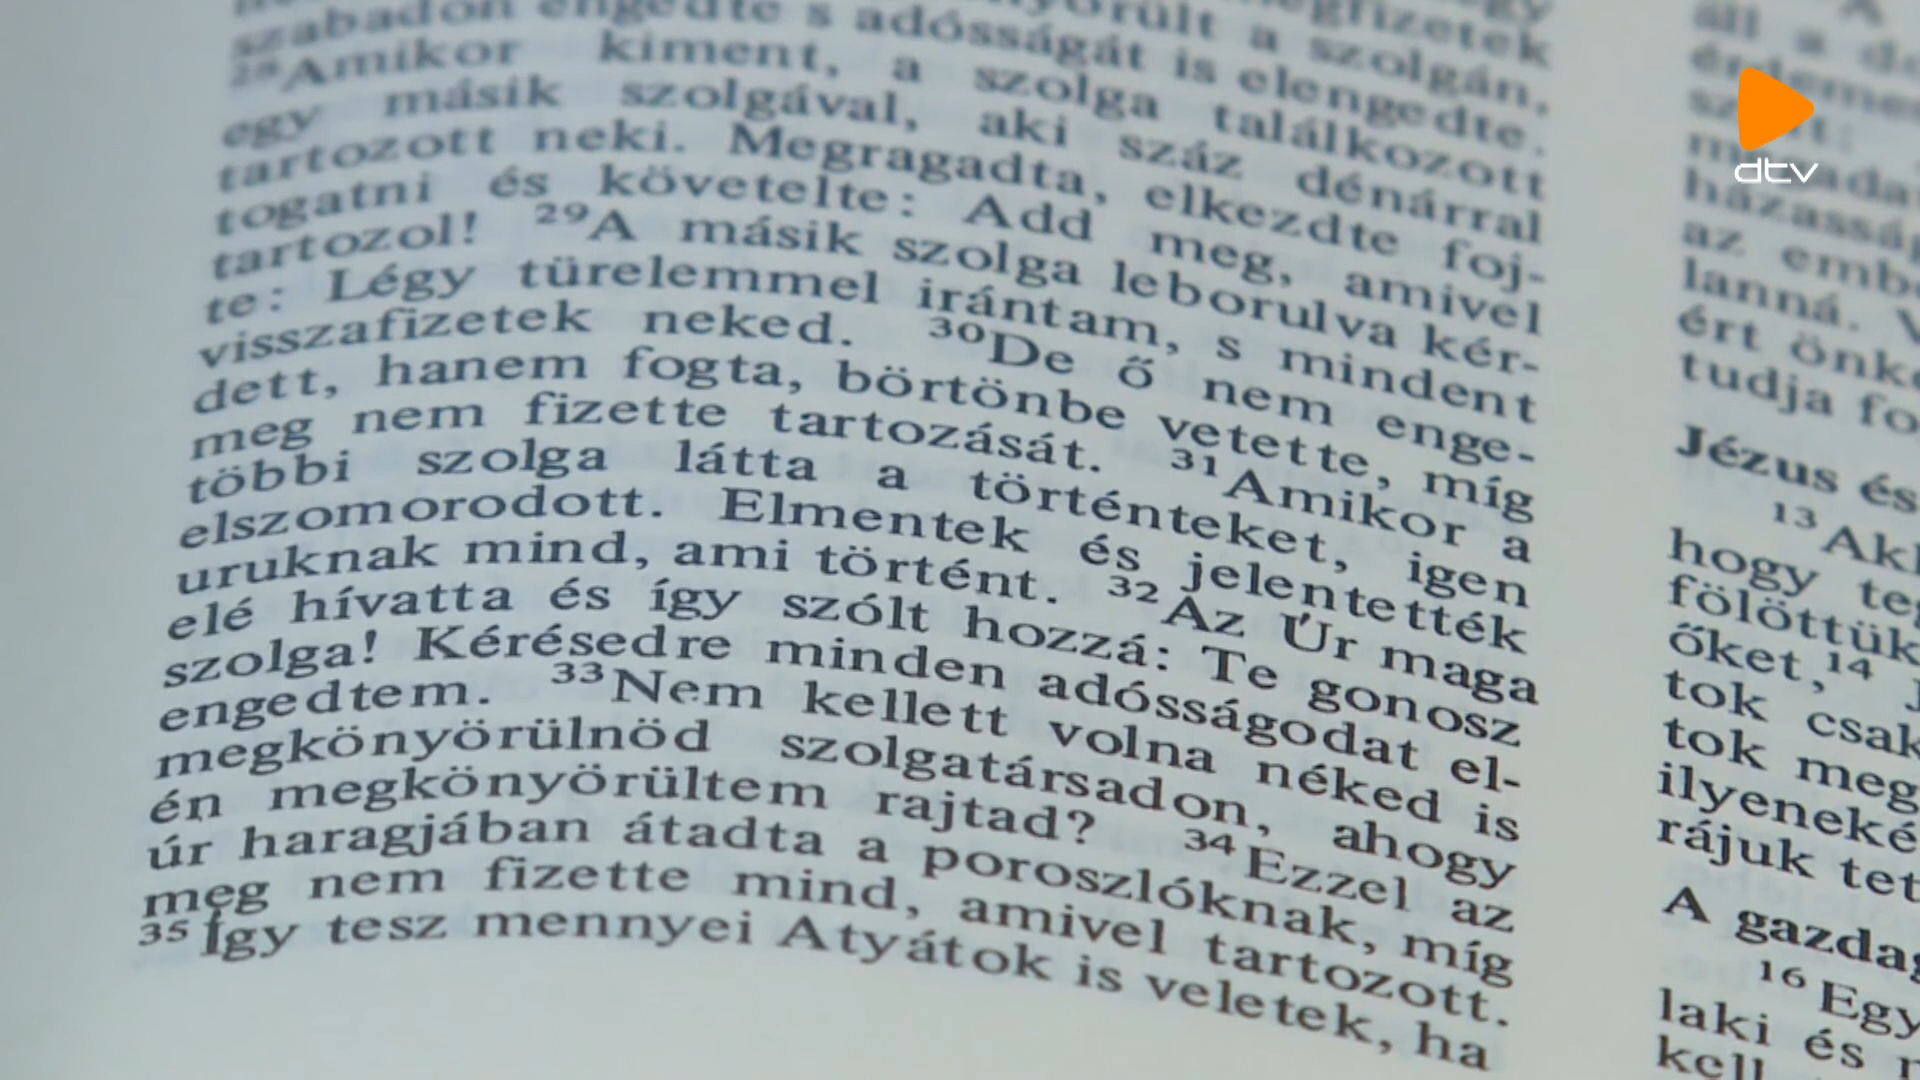 megfizetek
a szolgán,
szabadon engedte s adósságát is elengedte.
28Amikor kiment, a szolga találkozott
egy másik szolgával, aki száz dénárral
tartozott neki. Megragadta, elkezdte foj-
togatni és követelte: Add meg, amivel
tartozol! 29A másik szolga leborulva kér-
te: Légy türelemmel irántam, s mindent
visszafizetek neked. 30De ő nem enge-
dett, hanem fogta, börtönbe vetette, míg
meg nem fizette tartozását. 31Amikor a
többi szolga látta a történteket, igen
elszomorodott. Elmentek és jelentették
uruknak mind, ami történt. 32Az Úr maga
elé hívatta és így szólt hozzá: Te gonosz
szolga! Kérésedre minden adósságodat el-
engedtem. 33Nem kellett volna néked is
megkönyörülnöd szolgatársadon, ahogy
én megkönyörültem rajtad? 34Ezzel az
úr haragjában átadta a poroszlóknak, míg
meg nem fizette mind, amivel tartozott.
35Így tesz mennyei Atyátok is veletek, ha
áll a
házasság
az embe
lanná. V
ért önke
tudja fo
Jézus és
13Akk
hogy teg
fölöttük
őket,14 J
tok csak
tok meg
ilyeneké
rájuk tet
A gazdag
16Egy
laki és
kell
dtv